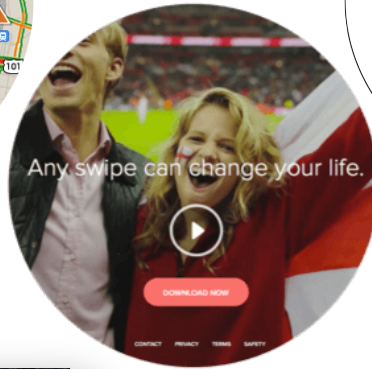 101
Any swipe can change your life.
DOWNLOAD NOW
CONTACT PRIVACY TERMS SAFETY